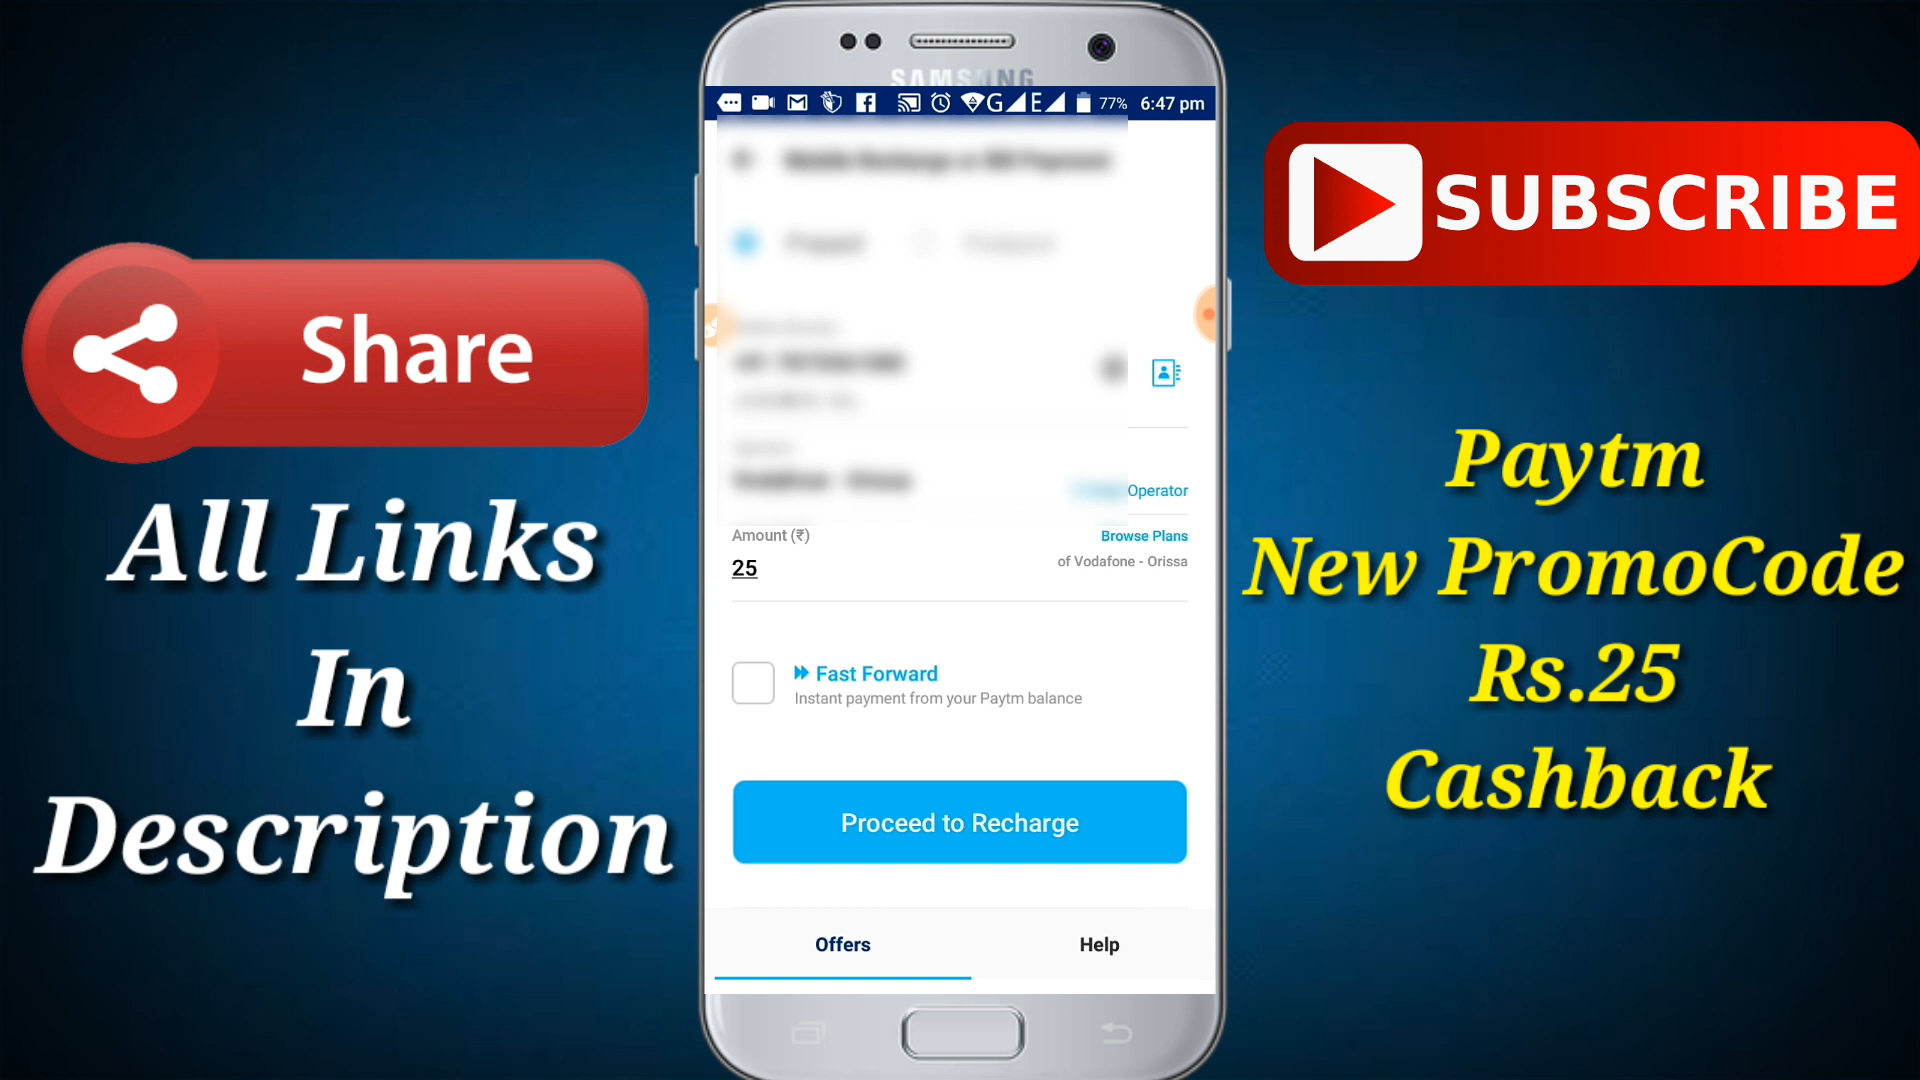 SAMSUNG
77% 6:47 pm
Operator
Amount (₹)
25
Browse Plans
of Vodafone - Orissa
Fast Forward
Instant payment from your Paytm balance
Proceed to Recharge
Offers
Help
Share
All Links
In
Description
SUBSCRIBE
Paytm
New PromoCode
Rs.25
Cashback